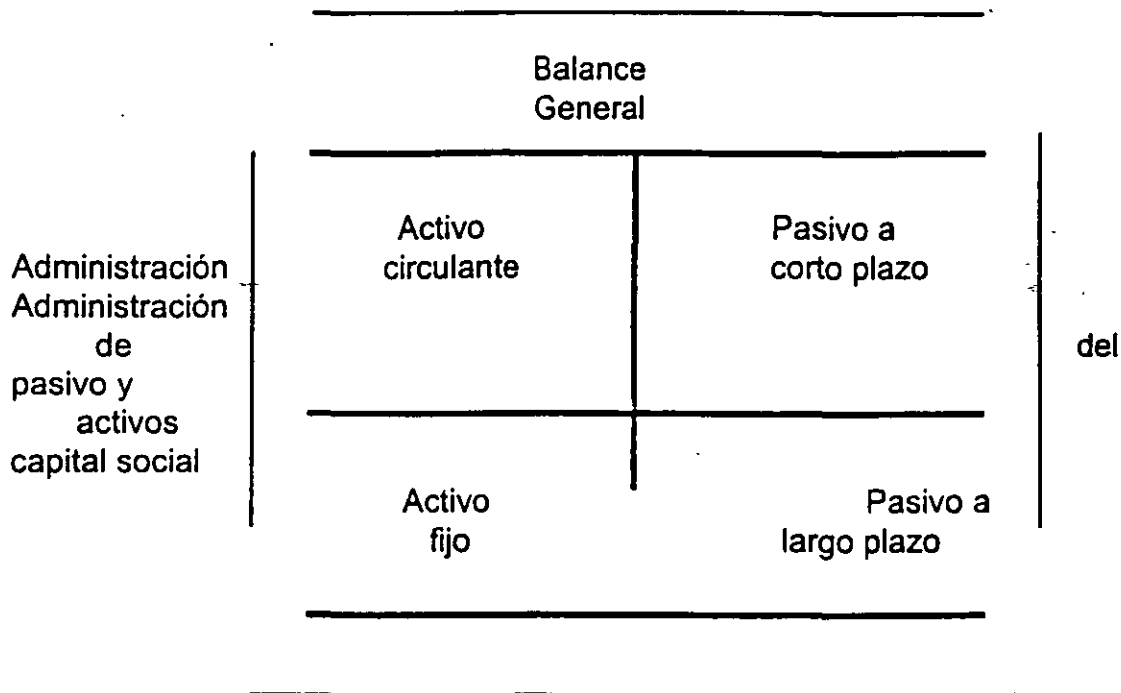 Balance
General
Activo
circulante
Pasivo a
corto plazo
Administración
Administración
de
pasivo y
activos
capital social
del
Activo
fijo
Pasivo a
largo plazo